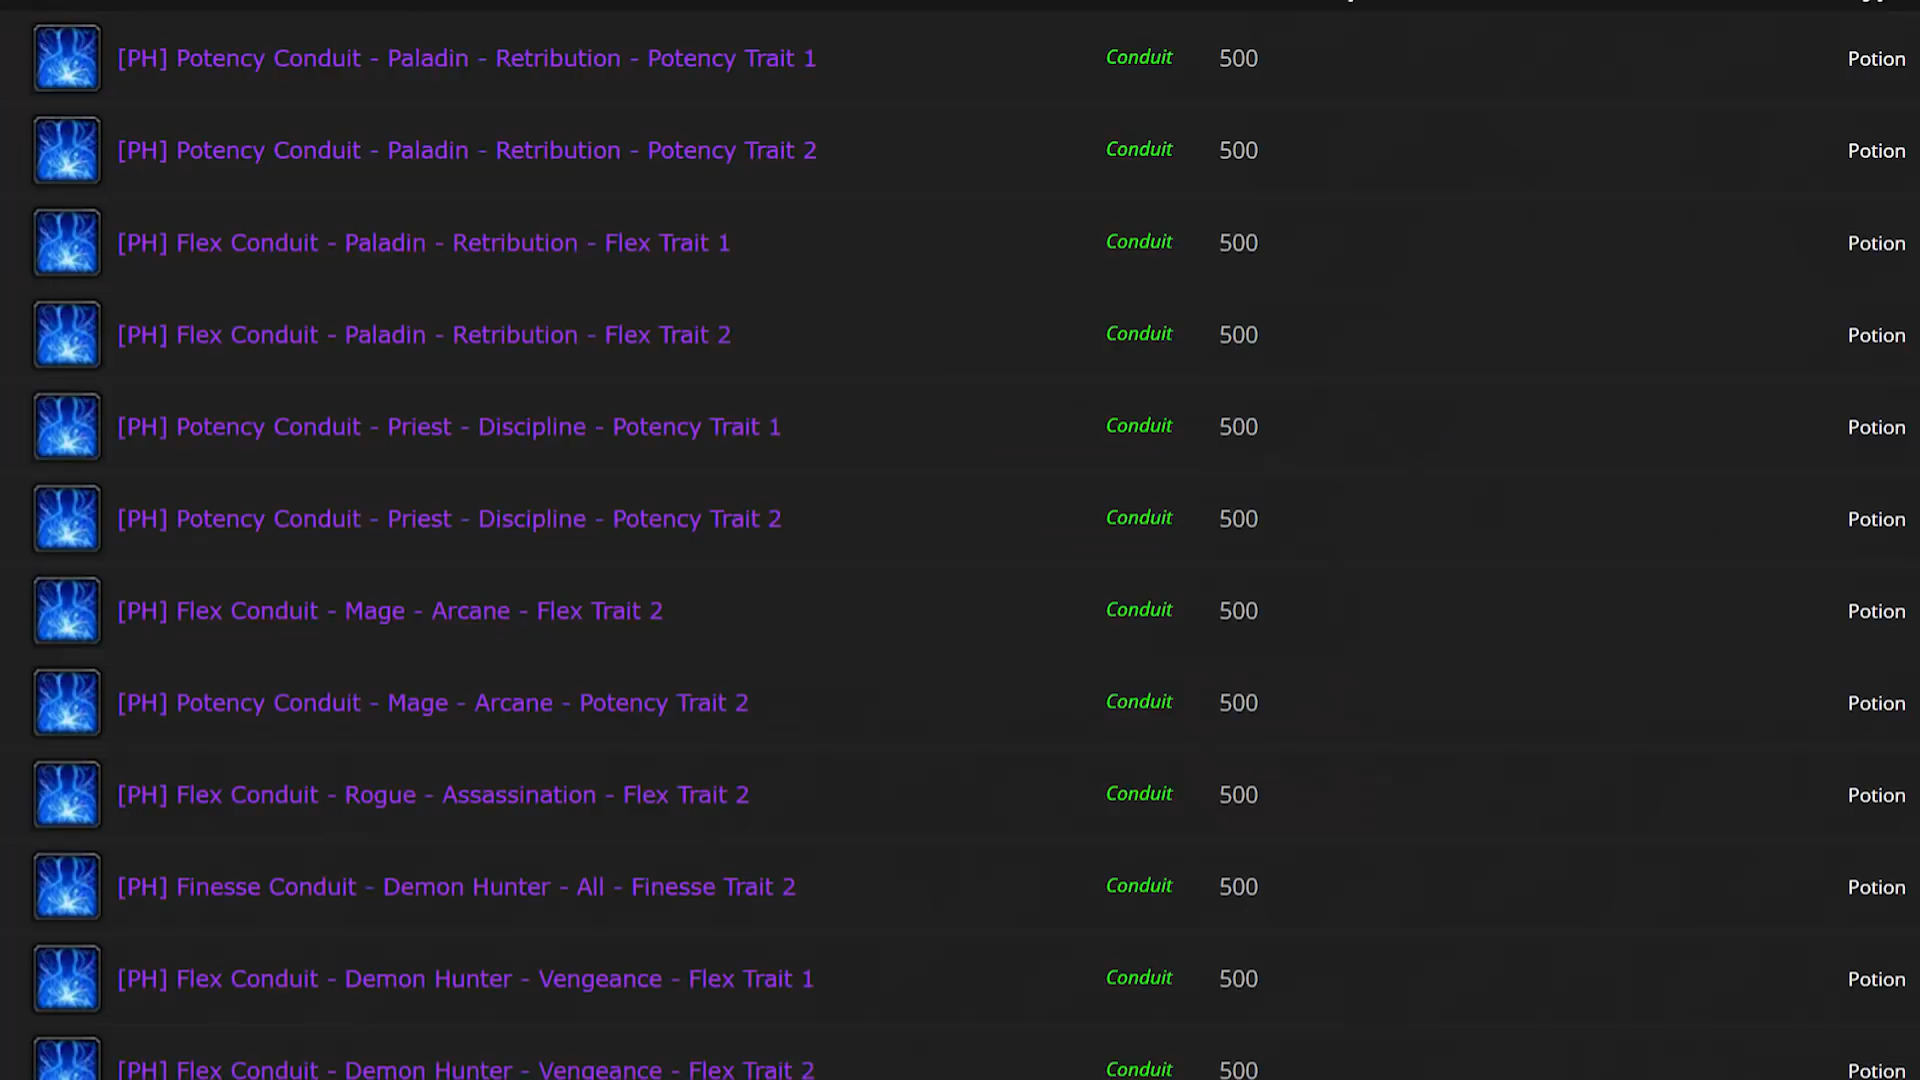 [PH] Potency Conduit - Paladin - Retribution - Potency Trait 1 Conduit 500 Potion
[PH] Potency Conduit - Paladin - Retribution - Potency Trait 2 Conduit 500 Potion
[PH] Flex Conduit - Paladin - Retribution - Flex Trait 1 Conduit 500 Potion
[PH] Flex Conduit - Paladin - Retribution - Flex Trait 2 Conduit 500 Potion
[PH] Potency Conduit - Priest - Discipline - Potency Trait 1 Conduit 500 Potion
[PH] Potency Conduit - Priest - Discipline - Potency Trait 2 Conduit 500 Potion
[PH] Flex Conduit - Mage - Arcane - Flex Trait 2 Conduit 500 Potion
[PH] Potency Conduit - Mage - Arcane - Potency Trait 2 Conduit 500 Potion
[PH] Flex Conduit - Rogue - Assassination - Flex Trait 2 Conduit 500 Potion
[PH] Finesse Conduit - Demon Hunter - All - Finesse Trait 2 Conduit 500 Potion
[PH] Flex Conduit - Demon Hunter - Vengeance - Flex Trait 1 Conduit 500 Potion
[PH] Flex Conduit - Demon Hunter - Vengeance - Flex Trait 2 Conduit 500 Potion